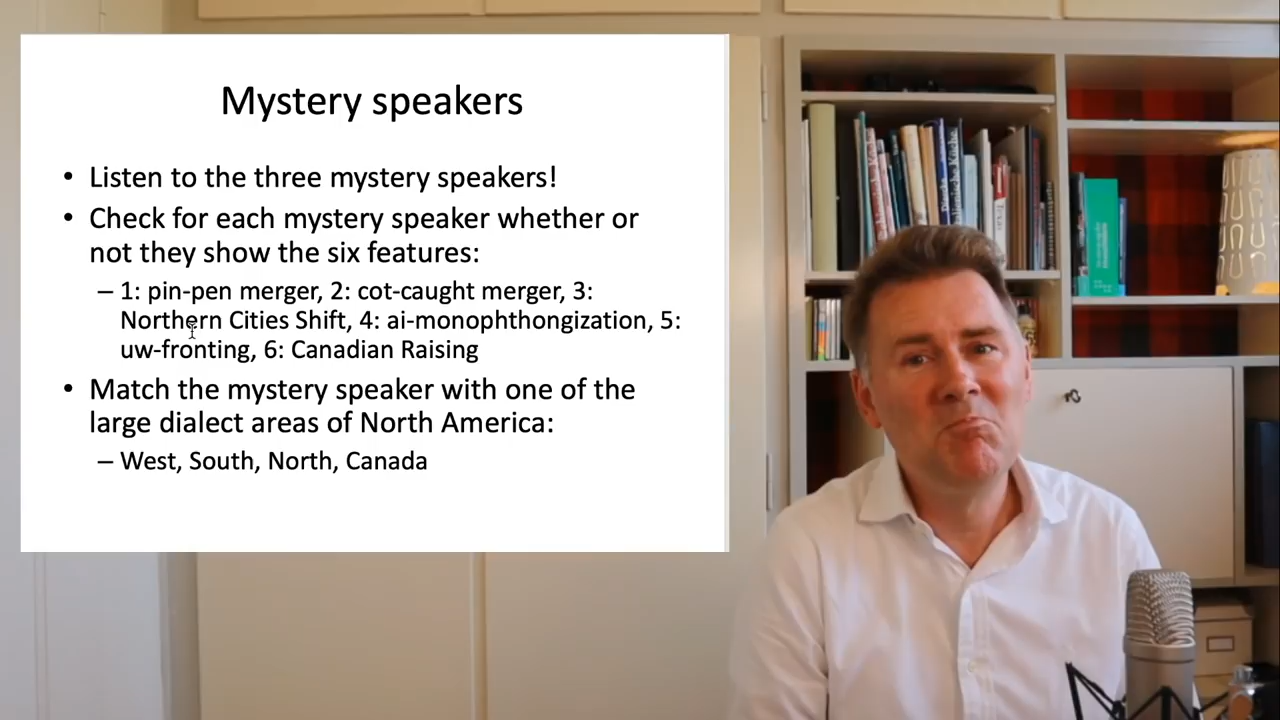 Mystery speakers
• Listen to the three mystery speakers!
• Check for each mystery speaker whether or
not they show the six features:
– 1: pin-pen merger, 2: cot-caught merger, 3:
Northern Cities Shift, 4: ai-monophthongization, 5:
uw-fronting, 6: Canadian Raising
• Match the mystery speaker with one of the
large dialect areas of North America:
– West, South, North, Canada